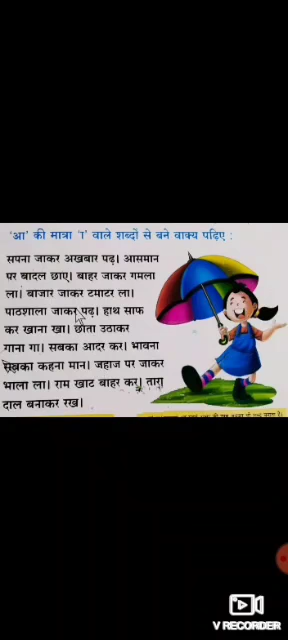 'आ' की मात्रा 'ा' वाले शब्दों से बने वाक्य पढ़िए :
सपना जाकर अखबार पढ़। आसमान
पर बादल छाए। बाहर जाकर गमला
ला। बाजार जाकर टमाटर ला।
पाठशाला जाकर पढ़। हाथ साफ
कर खाना खा। छाता उठाकर
गाना गा। सबका आदर कर। भावना
सबका कहना मान। जहाज पर जाकर
भाला ला। राम खाट बाहर कर। तारा
दाल बनाकर रख।
V RECORDER